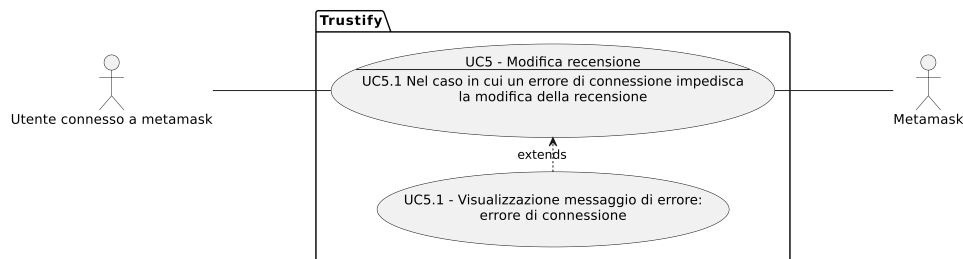 Trustify
UC5 - Modifica recensione
UC5.1 Nel caso in cui un errore di connessione impedisca
la modifica della recensione
Utente connesso a metamask
Metamask
extends
UC5.1 - Visualizzazione messaggio di errore:
errore di connessione